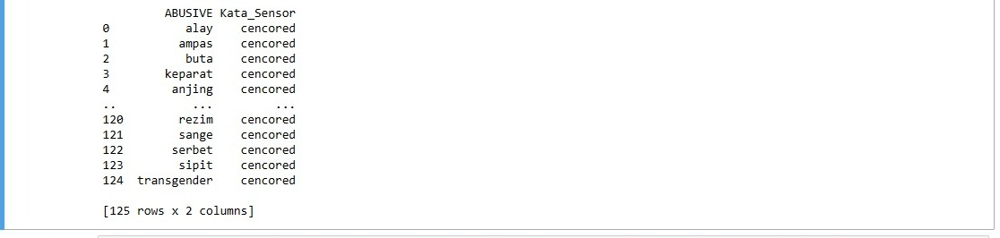 ABUSIVE Kata_Sensor
0 alay cencored
1 ampas cencored
2 buta cencored
3 keparat cencored
4 anjing cencored
.. ... ...
120 rezim cencored
121 sange cencored
122 serbet cencored
123 sipit cencored
124 transgender cencored
[125 rows x 2 columns]